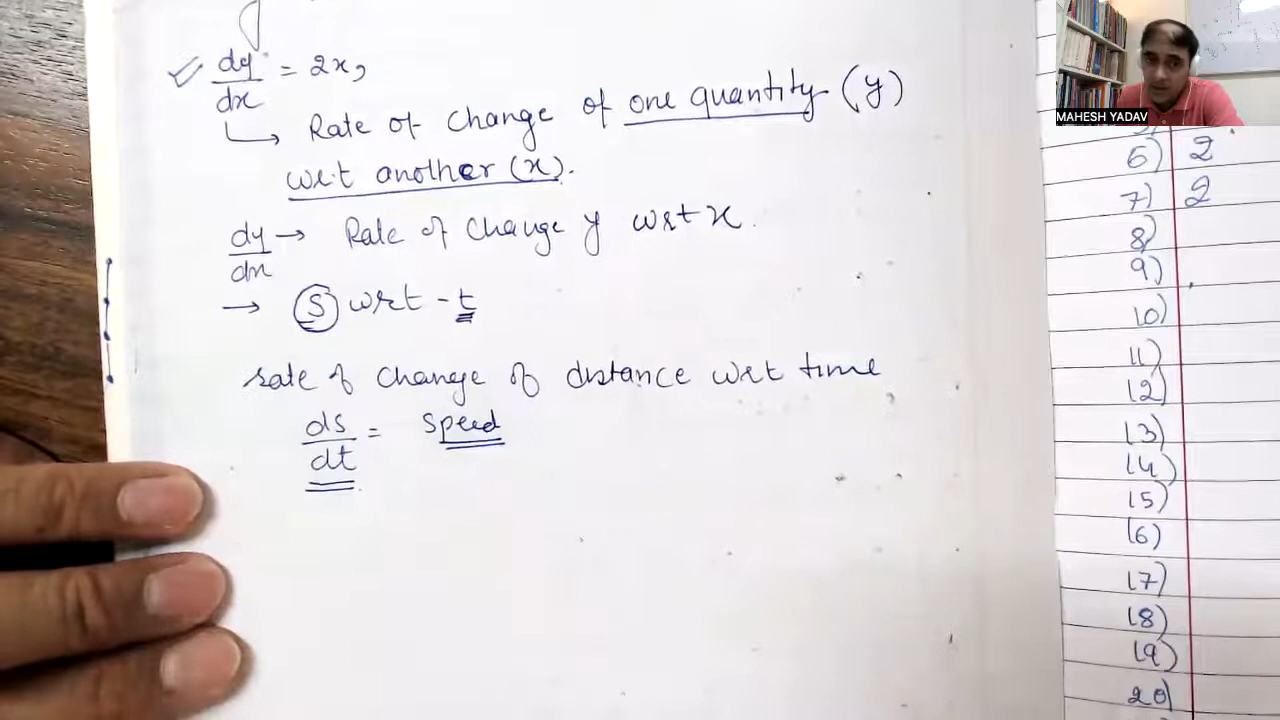 dy/dx = 2x,
↳ Rate of change of one quantity (y)
wrt another (x).
dy/dx → Rate of change y wrt x.
→ (S) wrt - t
rate of change of distance wrt time
ds/dt = speed
MAHESH YADAV
6) 2
7) 2
8)
9)
10)
11)
12)
13)
14)
15)
16)
17)
18)
19)
20)